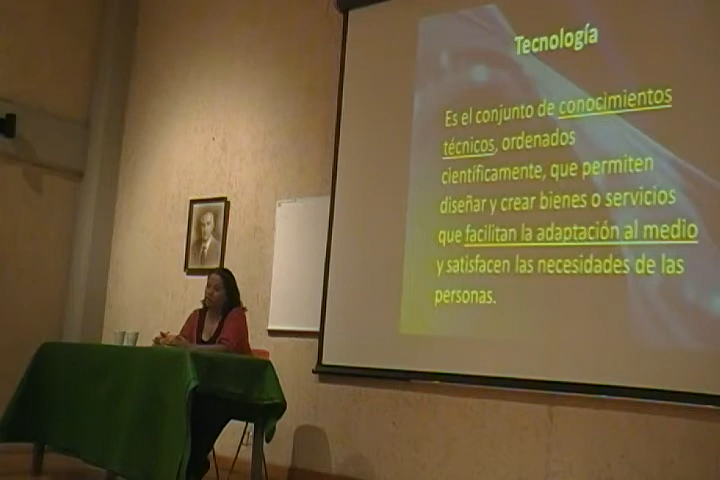 Tecnología
Es el conjunto de conocimientos
técnicos, ordenados
científicamente, que permiten
diseñar y crear bienes o servicios
que facilitan la adaptación al medio
y satisfacen las necesidades de las
personas.